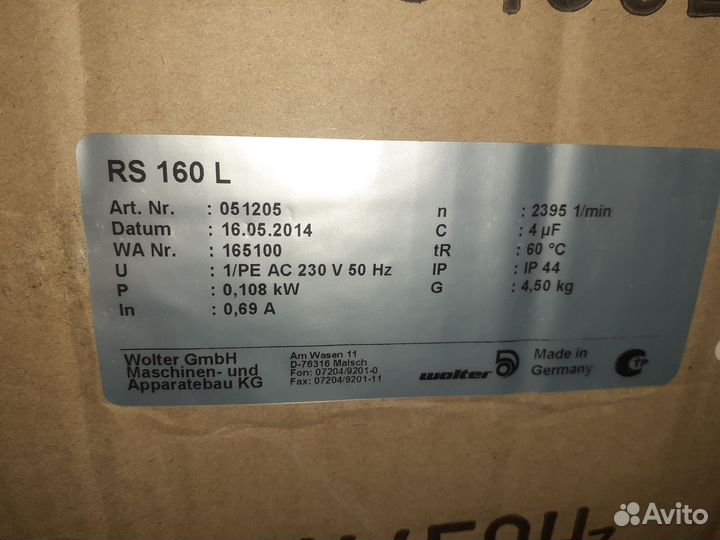 RS 160 L
Art. Nr. : 051205
Datum : 16.05.2014
WA Nr. : 165100
U : 1/PE AC 230 V 50 Hz
P : 0,108 kW
In : 0,69 A
n : 2395 1/min
C : 4 µF
tR : 60 °C
IP : IP 44
G : 4,50 kg
Wolter GmbH
Maschinen- und
Apparatebau KG
Am Wasen 11
D-76316 Malsch
Fon: 07204/9201-0
Fax: 07204/9201-11
wolter
Made in
Germany
Avito